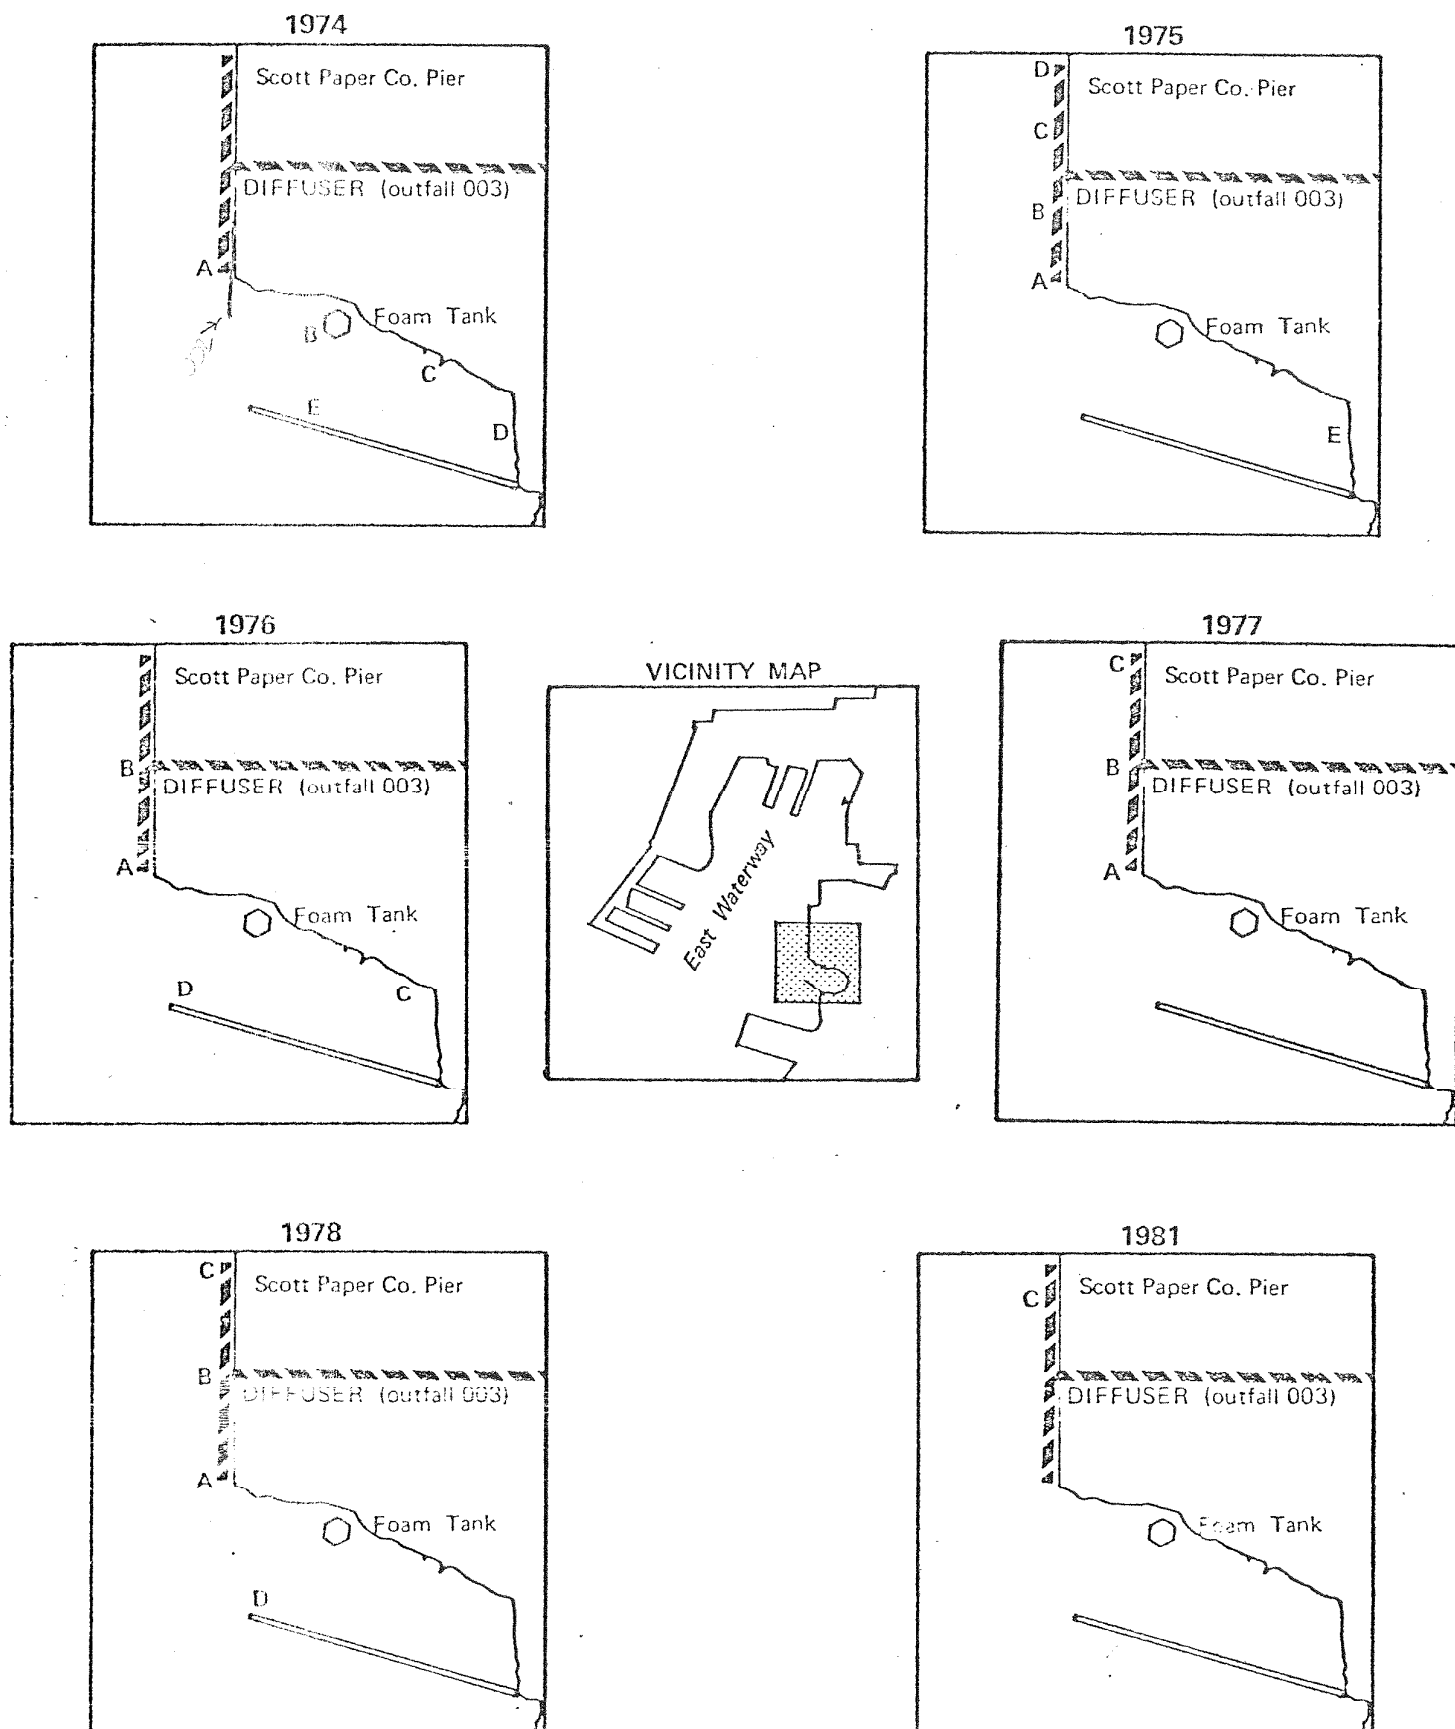 1974
Scott Paper Co. Pier
DIFFUSER (outfall 003)
A
B
Foam Tank
C
E
D
1975
D
Scott Paper Co. Pier
C
DIFFUSER (outfall 003)
B
A
Foam Tank
E
1976
Scott Paper Co. Pier
B
DIFFUSER (outfall 003)
A
Foam Tank
D
C
VICINITY MAP
East Waterway
1977
C
Scott Paper Co. Pier
B
DIFFUSER (outfall 003)
A
Foam Tank
1978
C
Scott Paper Co. Pier
B
DIFFUSER (outfall 003)
A
Foam Tank
D
1981
C
Scott Paper Co. Pier
DIFFUSER (outfall 003)
Foam Tank